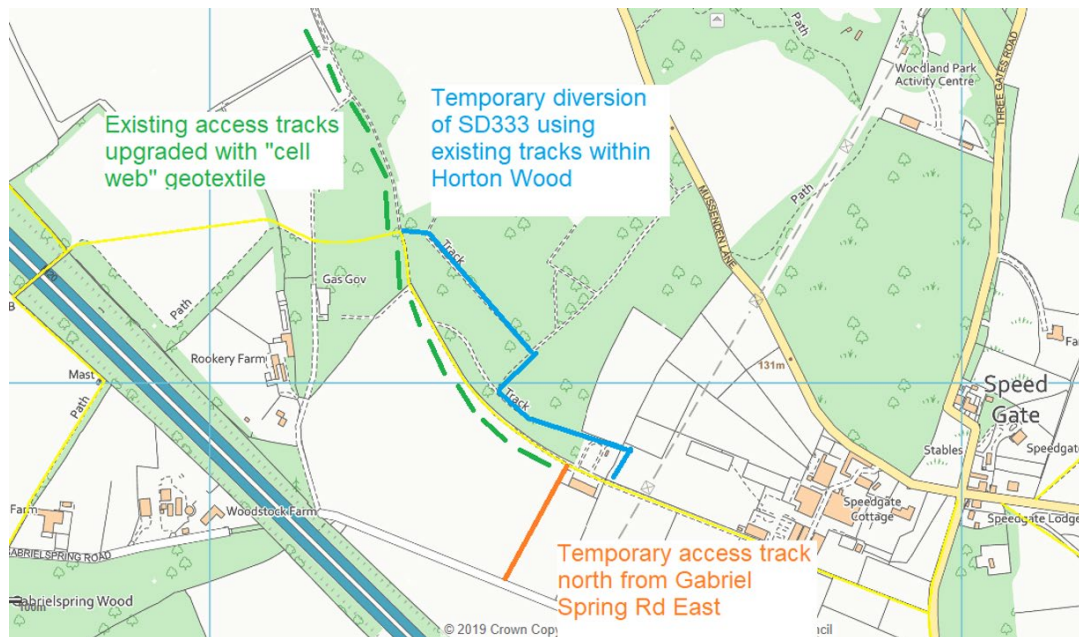 Path
Woodland Park
Activity Centre
THREE GATES ROAD
Temporary diversion
of SD333 using
existing tracks within
Horton Wood
Existing access tracks
upgraded with "cell
web" geotextile
Path
MUSSENDEN LANE
Track
Gas Gov
Path
B
Rookery Farm
131m
Mast
Path
Track
Speed
Gate
Stables
Speedgate
Farm
Woodstock Farm
Speedgate
Cottage
Speedgate Lodge
GABRIELSPRING ROAD
Temporary access track
north from Gabriel
Spring Rd East
Gabrielspring Wood
100m
© 2019 Crown Copy
cil